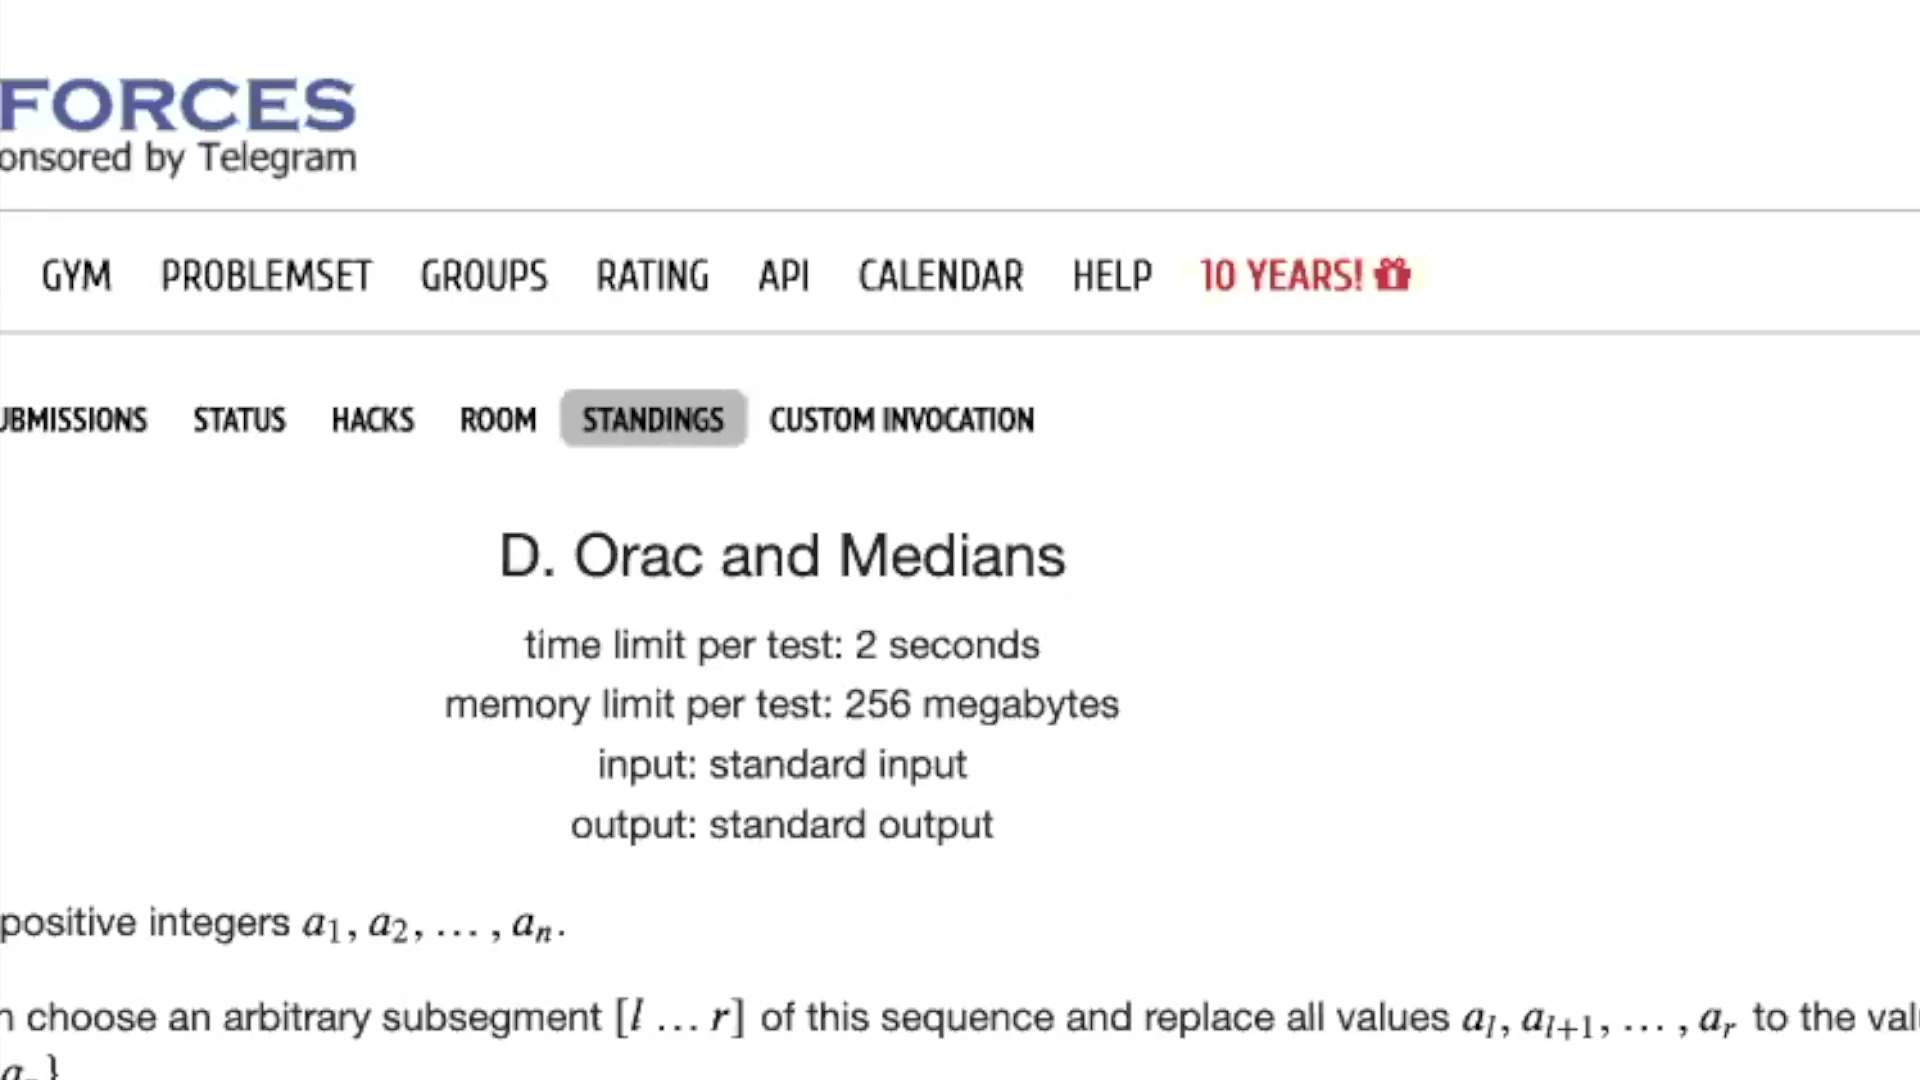 FORCES
onsored by Telegram
GYM PROBLEMSET GROUPS RATING API CALENDAR HELP 10 YEARS!
UBMISSIONS STATUS HACKS ROOM STANDINGS CUSTOM INVOCATION
D. Orac and Medians
time limit per test: 2 seconds
memory limit per test: 256 megabytes
input: standard input
output: standard output
positive integers a₁, a₂, … , aₙ.
n choose an arbitrary subsegment [l … r] of this sequence and replace all values aₗ, aₗ₊₁, … , aᵣ to the val